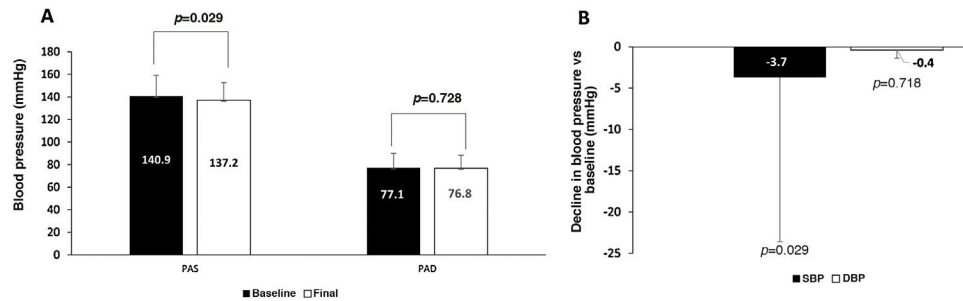 A
p=0.029
p=0.728
Blood pressure (mmHg)
180
160
140
120
100
80
60
40
20
0
140.9
137.2
77.1
76.8
PAS
PAD
Baseline
Final
B
Decline in blood pressure vs
baseline (mmHg)
0
-5
-10
-15
-20
-25
-3.7
-0.4
p=0.718
p=0.029
SBP
DBP